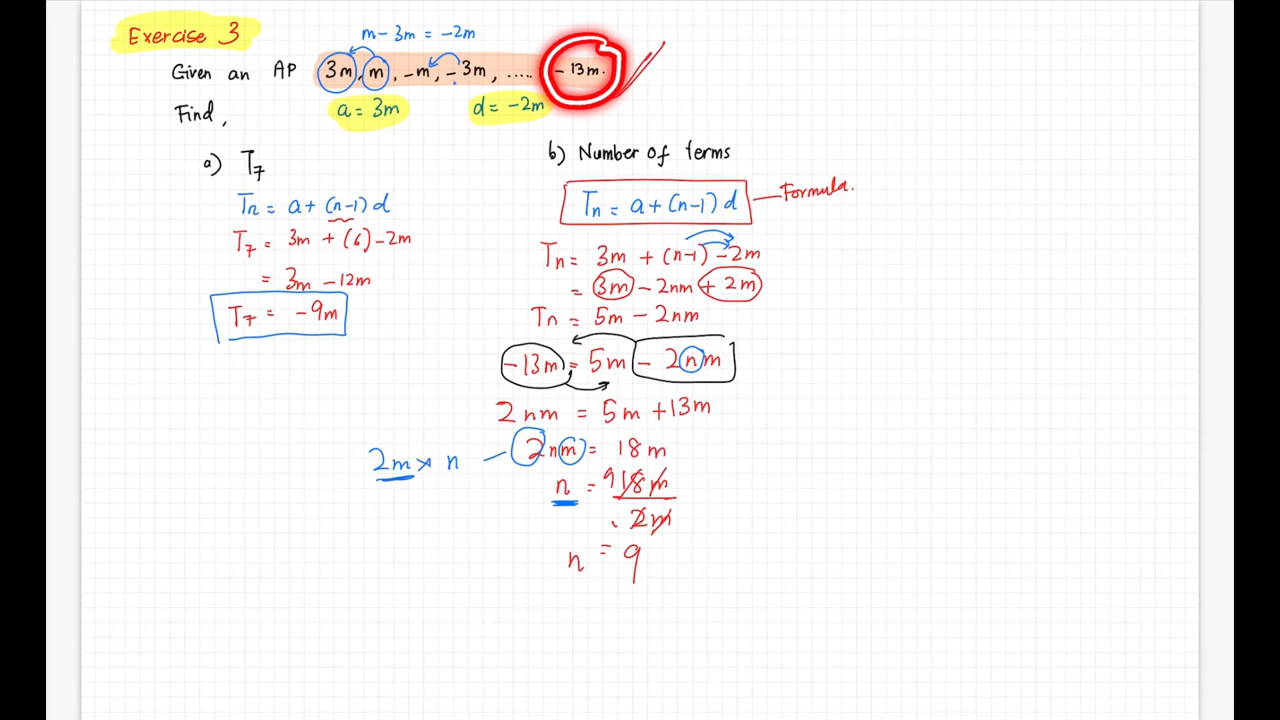 Exercise 3
m - 3m = -2m
Given an AP 3m, m, -m, -3m, ..... - 13m.
Find,
a = 3m d = -2m
a) T7
Tn = a + (n-1) d
T7 = 3m + (6) -2m
= 3m - 12m
T7 = -9m
b) Number of terms
Tn = a + (n-1) d
Formula.
Tn = 3m + (n-1) -2m
= 3m - 2nm + 2m
Tn = 5m - 2nm
-13m = 5m - 2nm
2nm = 5m + 13m
2m × n
2nm = 18m
n = 9 18m
2m
n = 9